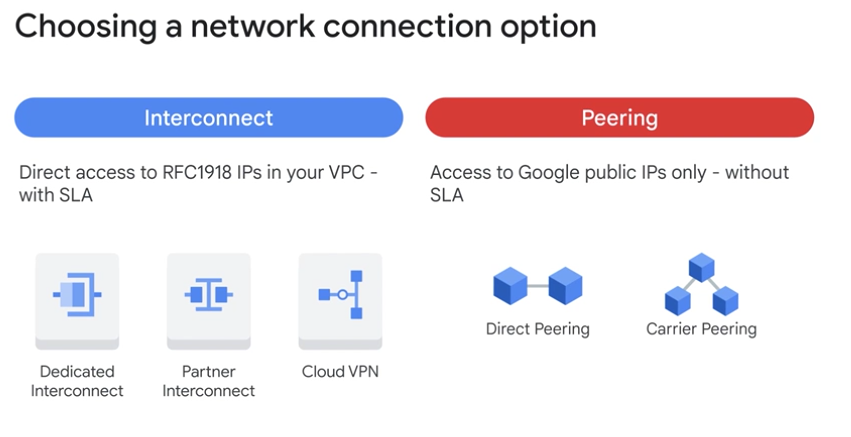 Choosing a network connection option
Interconnect
Direct access to RFC1918 IPs in your VPC -
with SLA
Dedicated
Interconnect
Partner
Interconnect
Cloud VPN
Peering
Access to Google public IPs only - without
SLA
Direct Peering
Carrier Peering